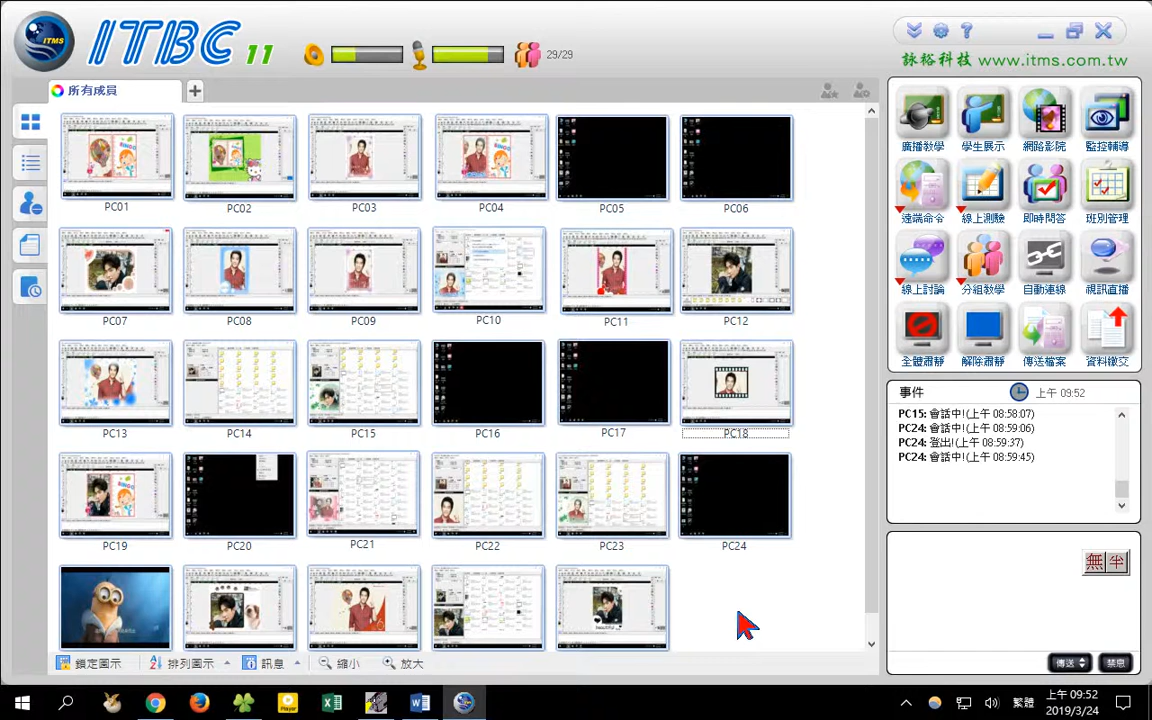 ITMS
ITBC 11
29/29
詠裕科技 www.itms.com.tw
所有成員
廣播教學 學生展示 網路影院 監控輔導
遠端命令 線上測驗 即時問答 班別管理
線上討論 分組教學 自動連線 視訊直播
全體肅靜 解除肅靜 傳送檔案 資料繳交
PC01 PC02 PC03 PC04 PC05 PC06
PC07 PC08 PC09 PC10 PC11 PC12
PC13 PC14 PC15 PC16 PC17 PC18
PC19 PC20 PC21 PC22 PC23 PC24
事件 上午 09:52
PC15: 會話中!(上午 08:58:07)
PC24: 會話中!(上午 08:59:06)
PC24: 登出!(上午 08:59:37)
PC24: 會話中!(上午 08:59:45)
無 半
傳送 禁息
鎖定圖示 排列圖示 訊息 縮小 放大
Player
繁體
上午 09:52
2019/3/24